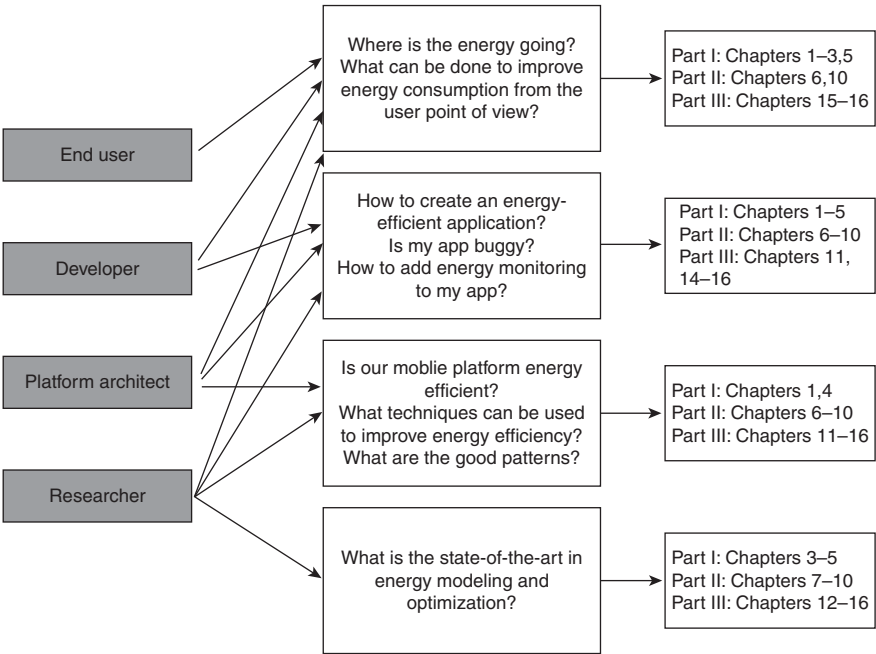 End user
Developer
Platform architect
Researcher
Where is the energy going?
What can be done to improve
energy consumption from the
user point of view?
How to create an energy-
efficient application?
Is my app buggy?
How to add energy monitoring
to my app?
Is our moblie platform energy
efficient?
What techniques can be used
to improve energy efficiency?
What are the good patterns?
What is the state-of-the-art in
energy modeling and
optimization?
Part I: Chapters 1–3,5
Part II: Chapters 6,10
Part III: Chapters 15–16
Part I: Chapters 1–5
Part II: Chapters 6–10
Part III: Chapters 11,
14–16
Part I: Chapters 1,4
Part II: Chapters 6–10
Part III: Chapters 11–16
Part I: Chapters 3–5
Part II: Chapters 7–10
Part III: Chapters 12–16